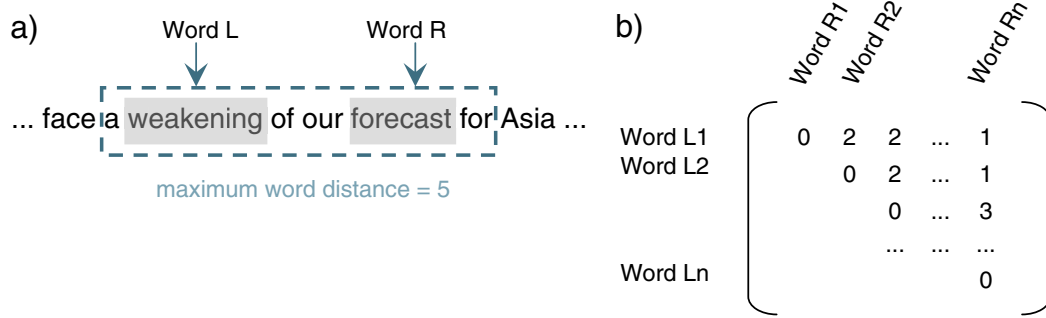 a)
Word L Word R
... face a weakening of our forecast for Asia ...
maximum word distance = 5
b)
Word R1 Word R2 Word Rn
Word L1 0 2 2 ... 1
Word L2 0 2 ... 1
0 ... 3
... ... ...
Word Ln 0